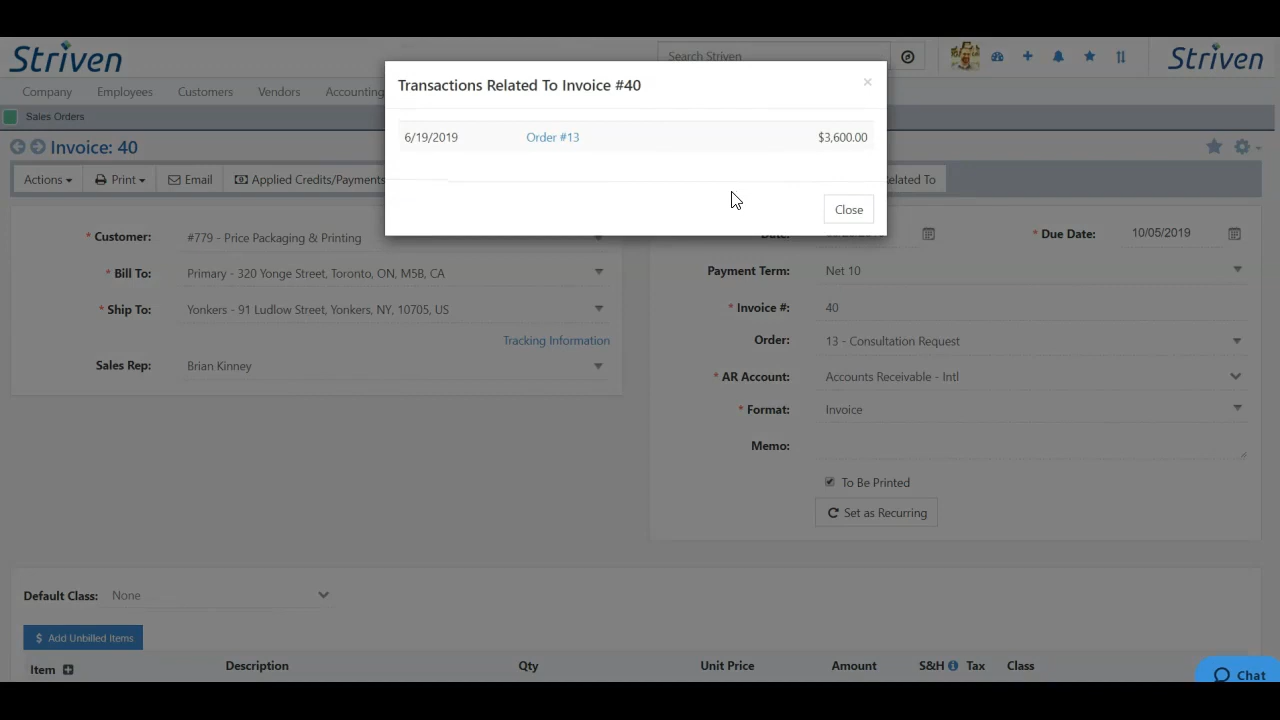 Striven
Search Striven
Striven
Company Employees Customers Vendors Accounting
Sales Orders
Transactions Related To Invoice #40
×
6/19/2019 Order #13 $3,600.00
Close
Invoice: 40
Actions Print Email Applied Credits/Payments elated To
* Customer: #779 - Price Packaging & Printing
* Bill To: Primary - 320 Yonge Street, Toronto, ON, M5B, CA
* Ship To: Yonkers - 91 Ludlow Street, Yonkers, NY, 10705, US
Tracking Information
Sales Rep: Brian Kinney
Date: * Due Date: 10/05/2019
Payment Term: Net 10
* Invoice #: 40
Order: 13 - Consultation Request
* AR Account: Accounts Receivable - Intl
* Format: Invoice
Memo:
To Be Printed
Set as Recurring
Default Class: None
$ Add Unbilled Items
Item Description Qty Unit Price Amount S&H Tax Class
Chat